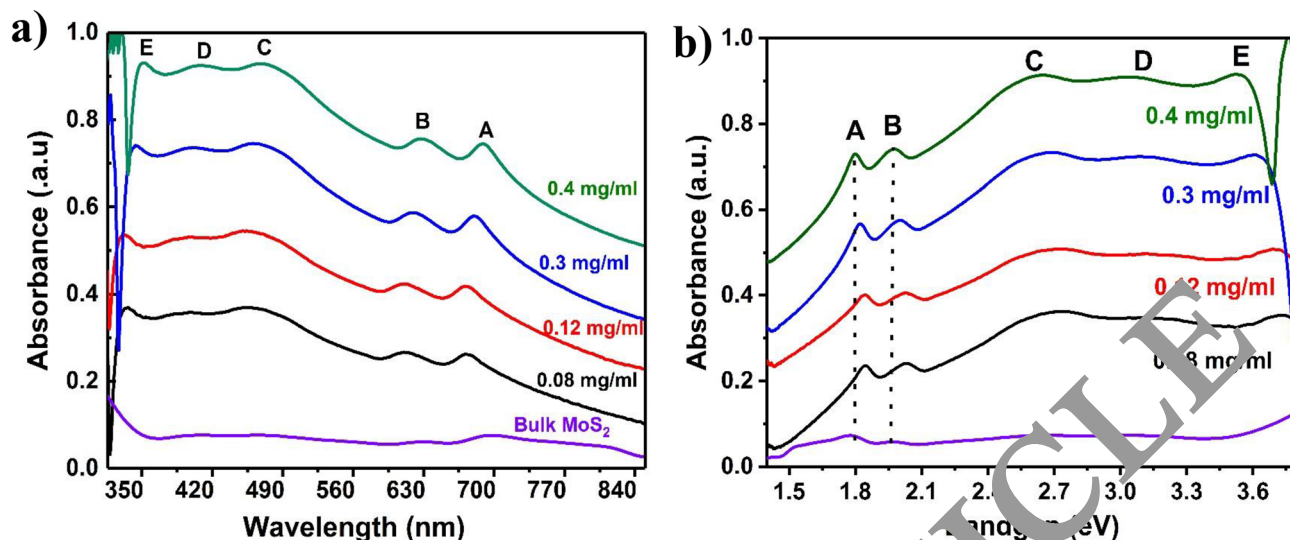 a)
1.0
0.8
0.6
0.4
0.2
0.0
Absorbance (.a.u)
E D C B A
0.4 mg/ml
0.3 mg/ml
0.12 mg/ml
0.08 mg/ml
Bulk MoS2
350 420 490 560 630 700 770 840
Wavelength (nm)
b)
1.0
0.8
0.6
0.4
0.2
0.0
Absorbance (a.u.)
A B C D E
0.4 mg/ml
0.3 mg/ml
mg/ml
mg/ml
1.5 1.8 2.1 2.7 3.0 3.3 3.6
(eV)